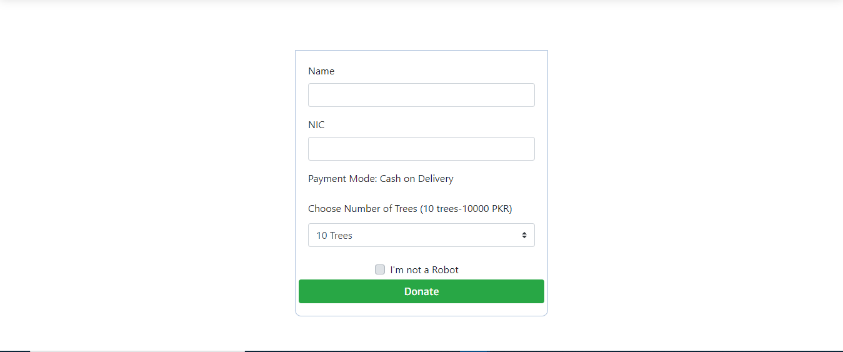 Name
NIC
Payment Mode: Cash on Delivery
Choose Number of Trees (10 trees-10000 PKR)
10 Trees
I'm not a Robot
Donate